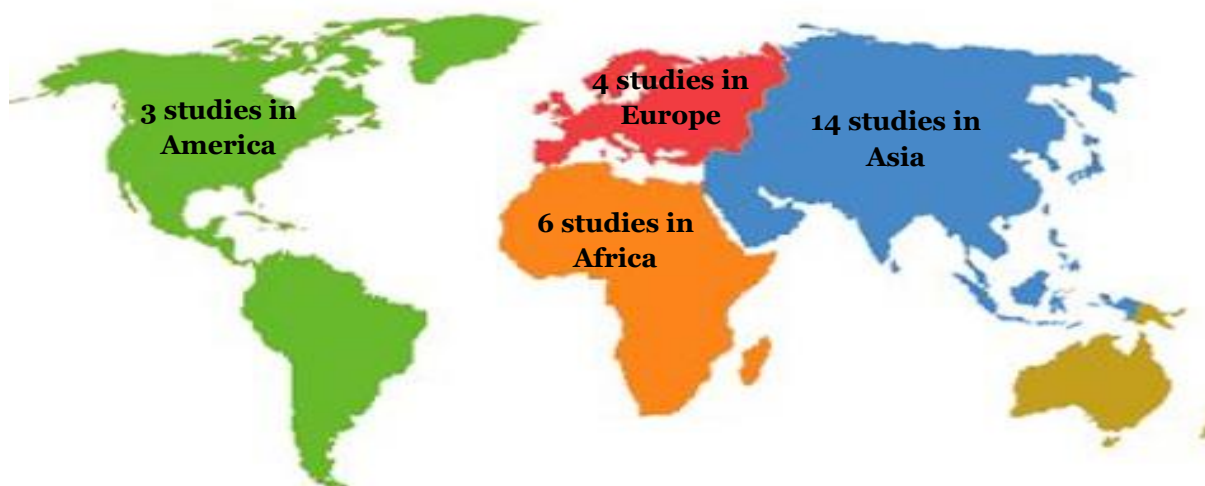 3 studies in
America
4 studies in
Europe
14 studies in
Asia
6 studies in
Africa